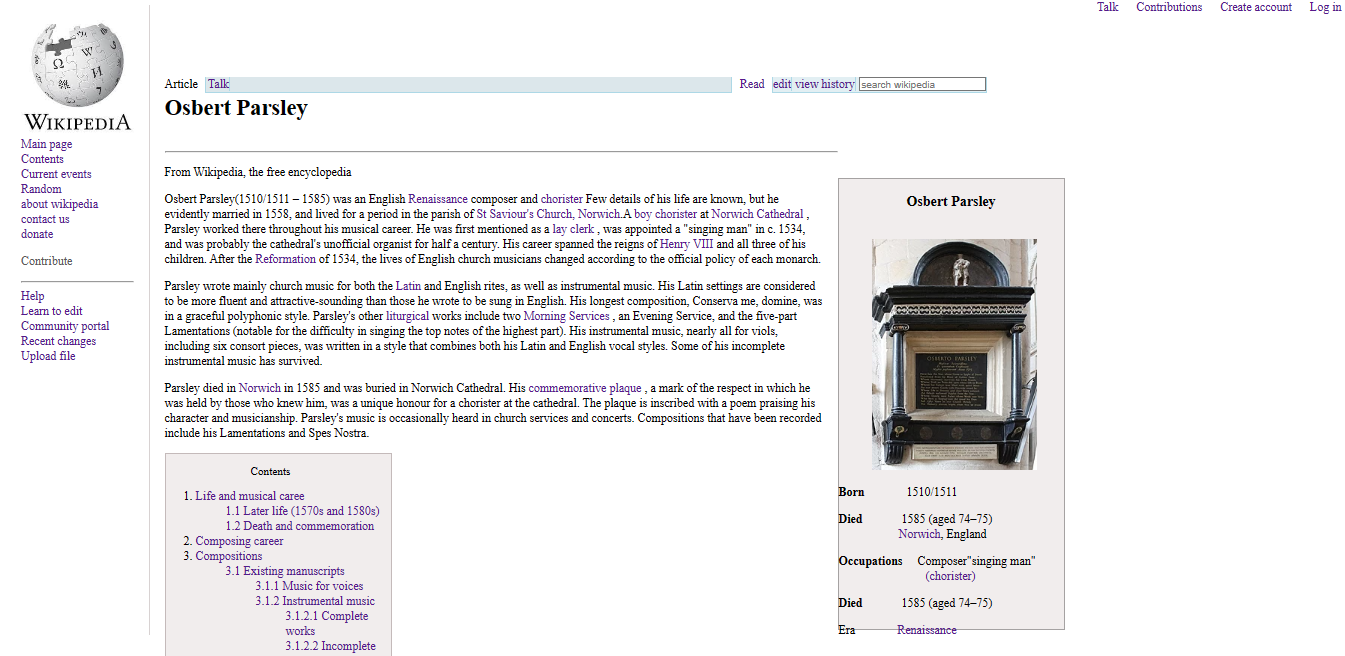 Talk Contributions Create account Log in
WIKIPEDIA
Main page
Contents
Current events
Random
about wikipedia
contact us
donate
Contribute
Help
Learn to edit
Community portal
Recent changes
Upload file
Article Talk Read edit view history search wikipedia
Osbert Parsley
From Wikipedia, the free encyclopedia
Osbert Parsley(1510/1511 – 1585) was an English Renaissance composer and chorister Few details of his life are known, but he
evidently married in 1558, and lived for a period in the parish of St Saviour's Church, Norwich.A boy chorister at Norwich Cathedral ,
Parsley worked there throughout his musical career. He was first mentioned as a lay clerk , was appointed a "singing man" in c. 1534,
and was probably the cathedral's unofficial organist for half a century. His career spanned the reigns of Henry VIII and all three of his
children. After the Reformation of 1534, the lives of English church musicians changed according to the official policy of each monarch.
Parsley wrote mainly church music for both the Latin and English rites, as well as instrumental music. His Latin settings are considered
to be more fluent and attractive-sounding than those he wrote to be sung in English. His longest composition, Conserva me, domine, was
in a graceful polyphonic style. Parsley's other liturgical works include two Morning Services , an Evening Service, and the five-part
Lamentations (notable for the difficulty in singing the top notes of the highest part). His instrumental music, nearly all for viols,
including six consort pieces, was written in a style that combines both his Latin and English vocal styles. Some of his incomplete
instrumental music has survived.
Parsley died in Norwich in 1585 and was buried in Norwich Cathedral. His commemorative plaque , a mark of the respect in which he
was held by those who knew him, was a unique honour for a chorister at the cathedral. The plaque is inscribed with a poem praising his
character and musicianship. Parsley's music is occasionally heard in church services and concerts. Compositions that have been recorded
include his Lamentations and Spes Nostra.
Contents
1. Life and musical caree
1.1 Later life (1570s and 1580s)
1.2 Death and commemoration
2. Composing career
3. Compositions
3.1 Existing manuscripts
3.1.1 Music for voices
3.1.2 Instrumental music
3.1.2.1 Complete
works
3.1.2.2 Incomplete
Osbert Parsley
OSBERTO PARSLEY
Born 1510/1511
Died 1585 (aged 74–75)
Norwich, England
Occupations Composer"singing man"
(chorister)
Died 1585 (aged 74–75)
Era Renaissance